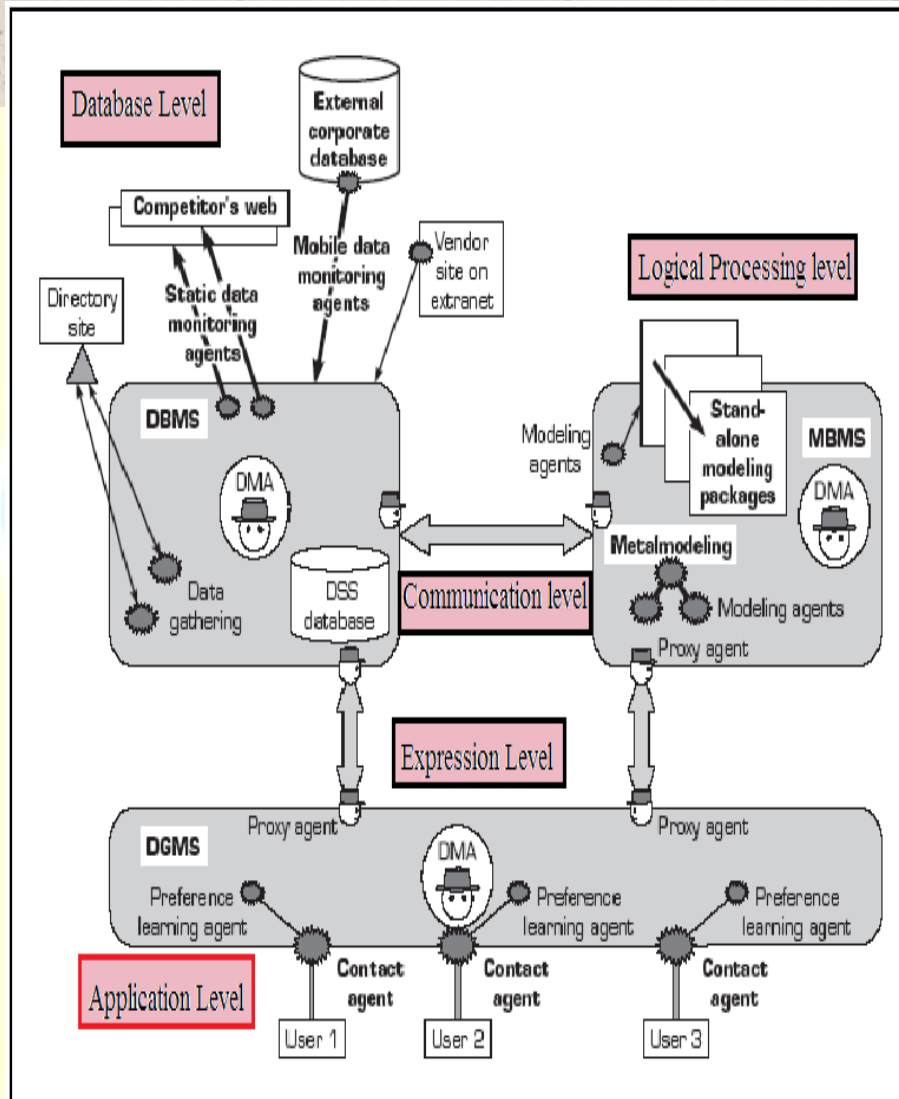 Database Level
External
corporate
database
Competitor's web
Mobile data
monitoring
agents
Vendor
site on
extranet
Logical Processing level
Directory
site
Static data
monitoring
agents
DBMS
DMA
Data
gathering
DSS
database
Modeling
agents
Stand-
alone
modeling
packages
MBMS
DMA
Metalmodeling
Modeling agents
Proxy agent
Communication level
Expression Level
Proxy agent
Proxy agent
DGMS
DMA
Preference
learning agent
Preference
learning agent
Preference
learning agent
Contact
agent
Contact
agent
Contact
agent
Application Level
User 1
User 2
User 3